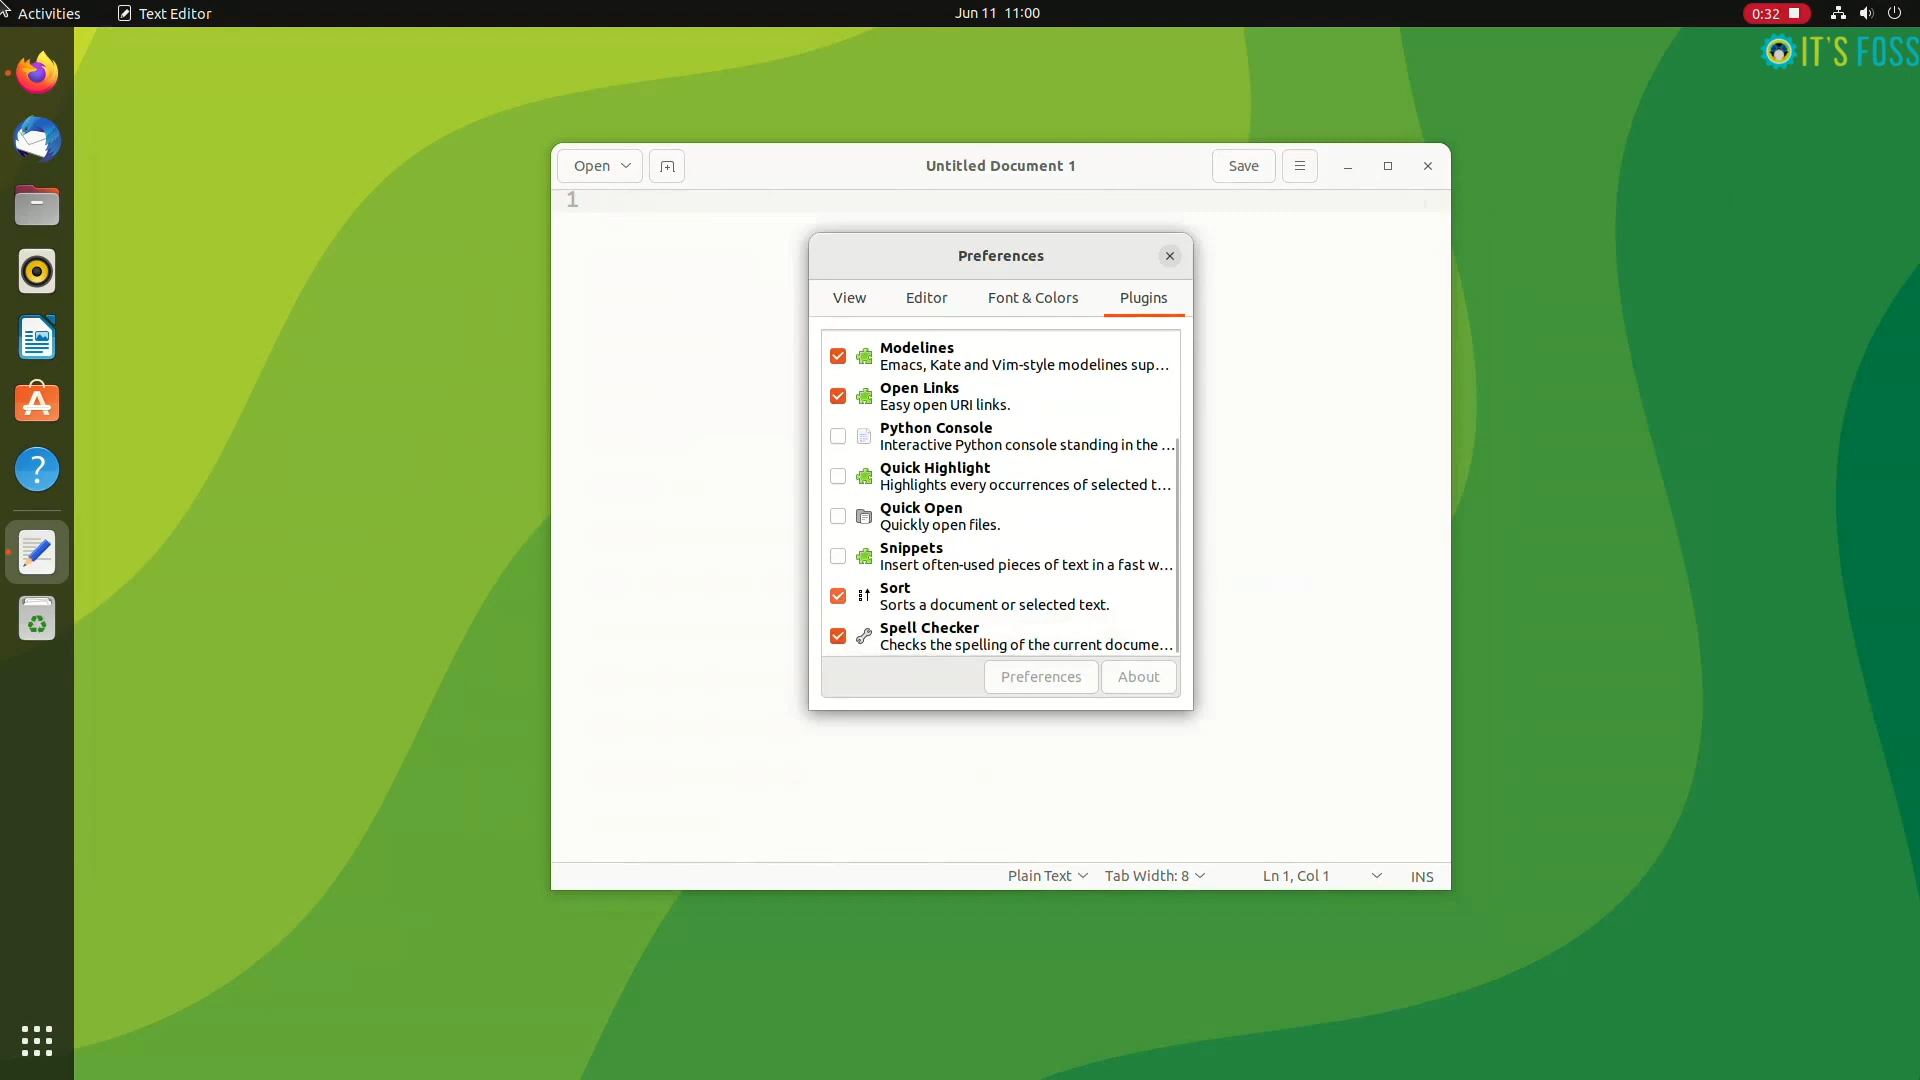 Activities
Text Editor
Jun 11 11:00
0:32
IT'S FOSS
Open
Untitled Document 1
Save
1
Preferences
View
Editor
Font & Colors
Plugins
Modelines
Emacs, Kate and Vim-style modelines sup...
Open Links
Easy open URI links.
Python Console
Interactive Python console standing in the ...
Quick Highlight
Highlights every occurrences of selected t...
Quick Open
Quickly open files.
Snippets
Insert often-used pieces of text in a fast w...
Sort
Sorts a document or selected text.
Spell Checker
Checks the spelling of the current docume...
Preferences
About
Plain Text
Tab Width: 8
Ln 1, Col 1
INS